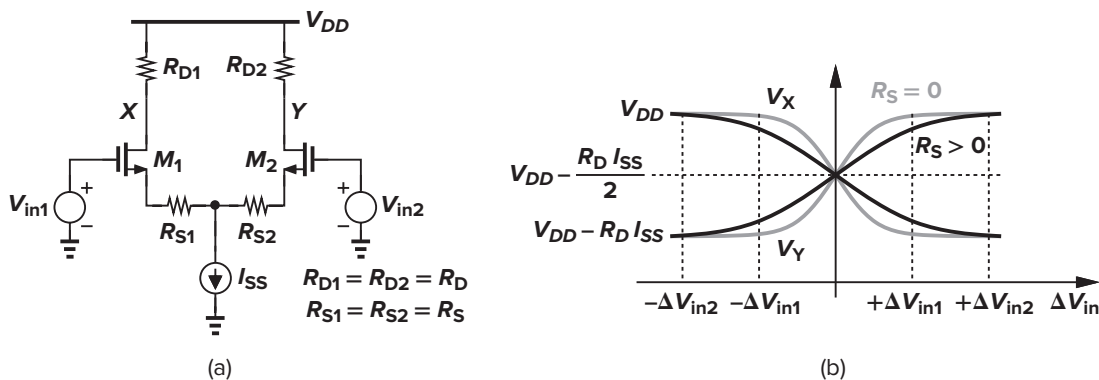 V_DD
R_D1
R_D2
X
Y
M_1
M_2
V_in1
+
−
R_S1
R_S2
+
−
V_in2
I_SS
R_D1 = R_D2 = R_D
R_S1 = R_S2 = R_S
(a)
V_X
R_S = 0
V_DD
R_S > 0
V_DD − R_D I_SS / 2
V_DD − R_D I_SS
V_Y
−ΔV_in2 −ΔV_in1 +ΔV_in1 +ΔV_in2 ΔV_in
(b)